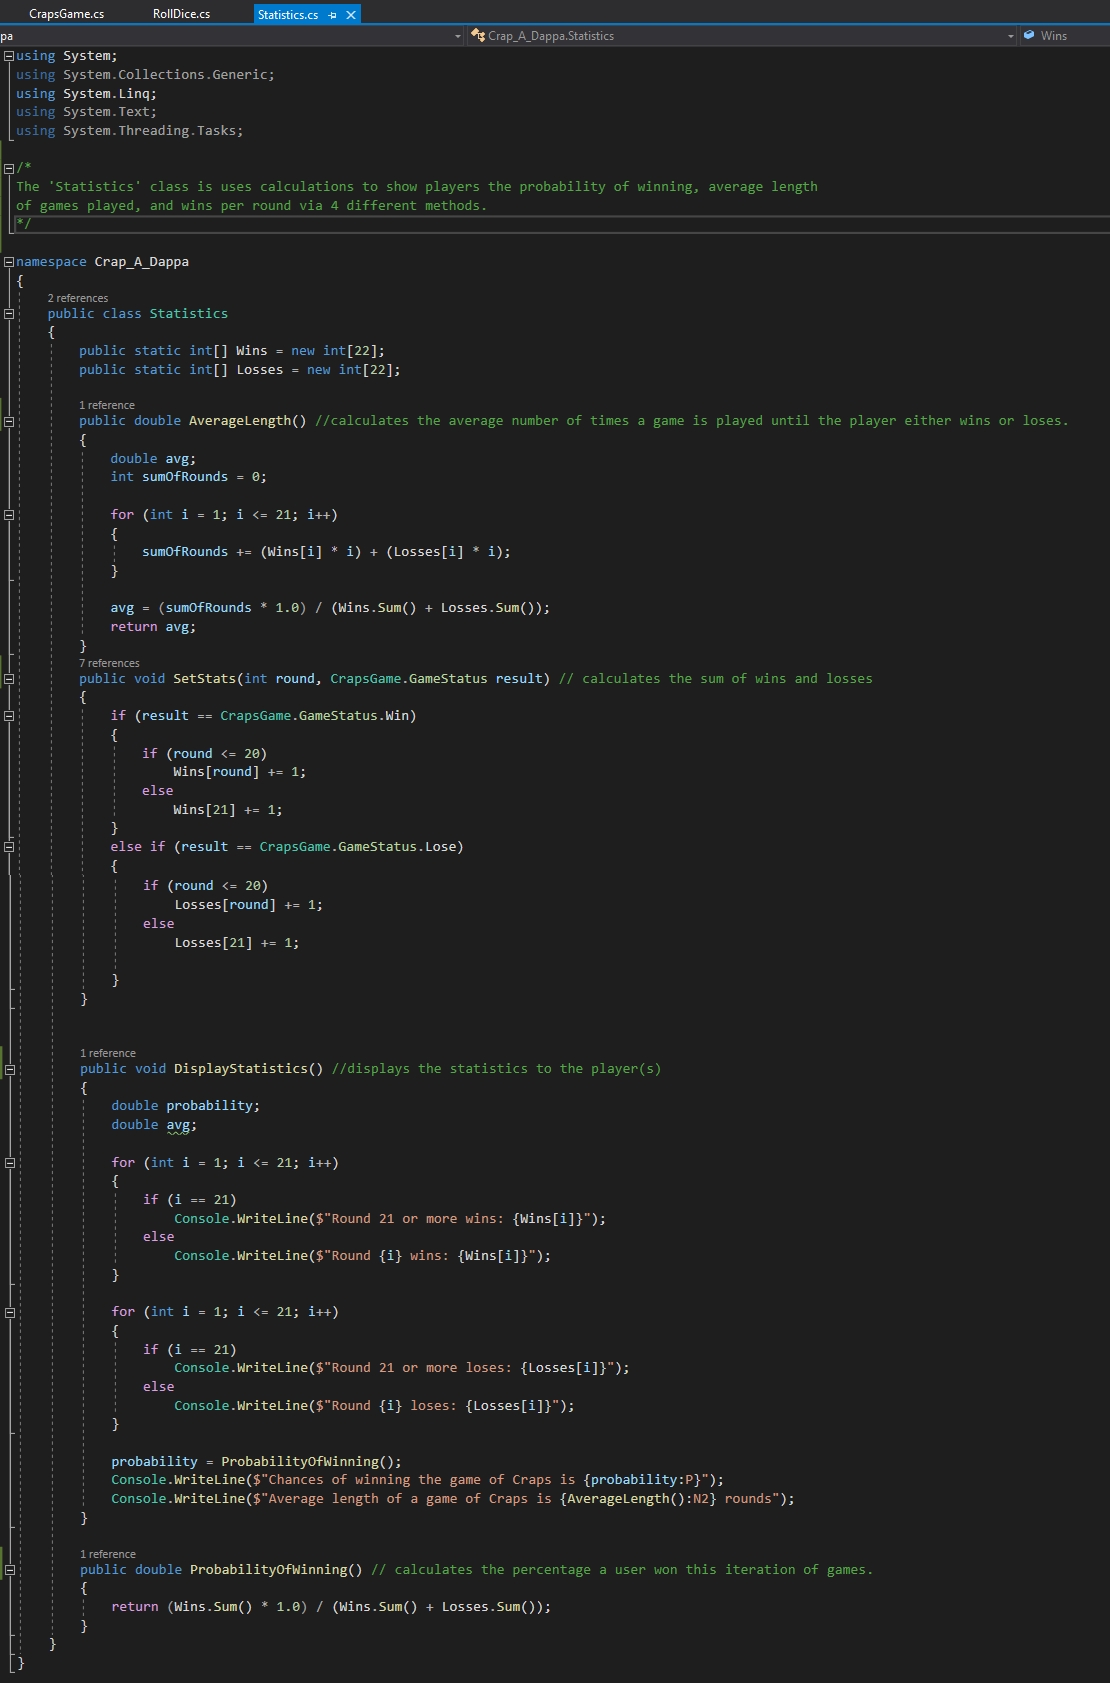 CrapsGame.cs RollDice.cs Statistics.cs
pa Crap_A_Dappa.Statistics Wins
using System;
using System.Collections.Generic;
using System.Linq;
using System.Text;
using System.Threading.Tasks;
/*
The 'Statistics' class is uses calculations to show players the probability of winning, average length
of games played, and wins per round via 4 different methods.
*/
namespace Crap_A_Dappa
{
2 references
public class Statistics
{
public static int[] Wins = new int[22];
public static int[] Losses = new int[22];
1 reference
public double AverageLength() //calculates the average number of times a game is played until the player either wins or loses.
{
double avg;
int sumOfRounds = 0;
for (int i = 1; i <= 21; i++)
{
sumOfRounds += (Wins[i] * i) + (Losses[i] * i);
}
avg = (sumOfRounds * 1.0) / (Wins.Sum() + Losses.Sum());
return avg;
}
7 references
public void SetStats(int round, CrapsGame.GameStatus result) // calculates the sum of wins and losses
{
if (result == CrapsGame.GameStatus.Win)
{
if (round <= 20)
Wins[round] += 1;
else
Wins[21] += 1;
}
else if (result == CrapsGame.GameStatus.Lose)
{
if (round <= 20)
Losses[round] += 1;
else
Losses[21] += 1;
}
}
1 reference
public void DisplayStatistics() //displays the statistics to the player(s)
{
double probability;
double avg;
for (int i = 1; i <= 21; i++)
{
if (i == 21)
Console.WriteLine($"Round 21 or more wins: {Wins[i]}");
else
Console.WriteLine($"Round {i} wins: {Wins[i]}");
}
for (int i = 1; i <= 21; i++)
{
if (i == 21)
Console.WriteLine($"Round 21 or more loses: {Losses[i]}");
else
Console.WriteLine($"Round {i} loses: {Losses[i]}");
}
probability = ProbabilityOfWinning();
Console.WriteLine($"Chances of winning the game of Craps is {probability:P}");
Console.WriteLine($"Average length of a game of Craps is {AverageLength():N2} rounds");
}
1 reference
public double ProbabilityOfWinning() // calculates the percentage a user won this iteration of games.
{
return (Wins.Sum() * 1.0) / (Wins.Sum() + Losses.Sum());
}
}
}